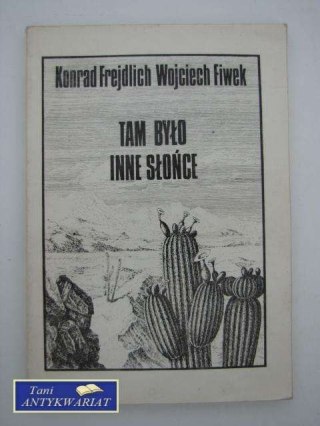 Konrad Frejdlich Wojciech Fiwek
TAM BYŁO
INNE SŁOŃCE
Tani
ANTYKWARIAT